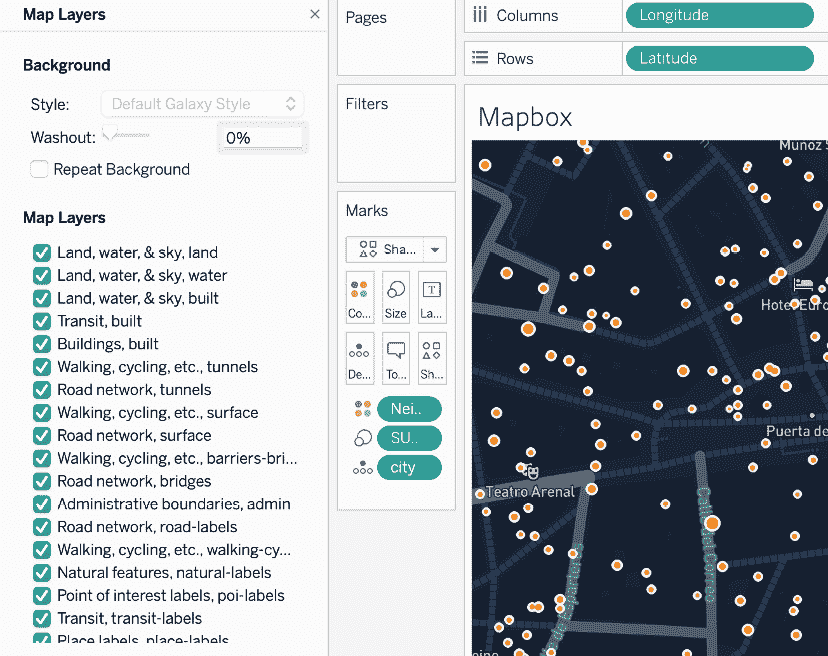 Map Layers
Background
Style:
Default Galaxy Style
Washout:
0%
Repeat Background
Map Layers
Land, water, & sky, land
Land, water, & sky, water
Land, water, & sky, built
Transit, built
Buildings, built
Walking, cycling, etc., tunnels
Road network, tunnels
Walking, cycling, etc., surface
Road network, surface
Walking, cycling, etc., barriers-bri...
Road network, bridges
Administrative boundaries, admin
Road network, road-labels
Walking, cycling, etc., walking-cy...
Natural features, natural-labels
Point of interest labels, poi-labels
Transit, transit-labels
Place labels, place-labels
Pages
Filters
Marks
Sha...
Co...
Size
La...
De...
To...
Sh...
Nei..
SU..
city
Columns
Longitude
Rows
Latitude
Mapbox
Munoz S
Hotel Euro
Puerta de
Teatro Arenal